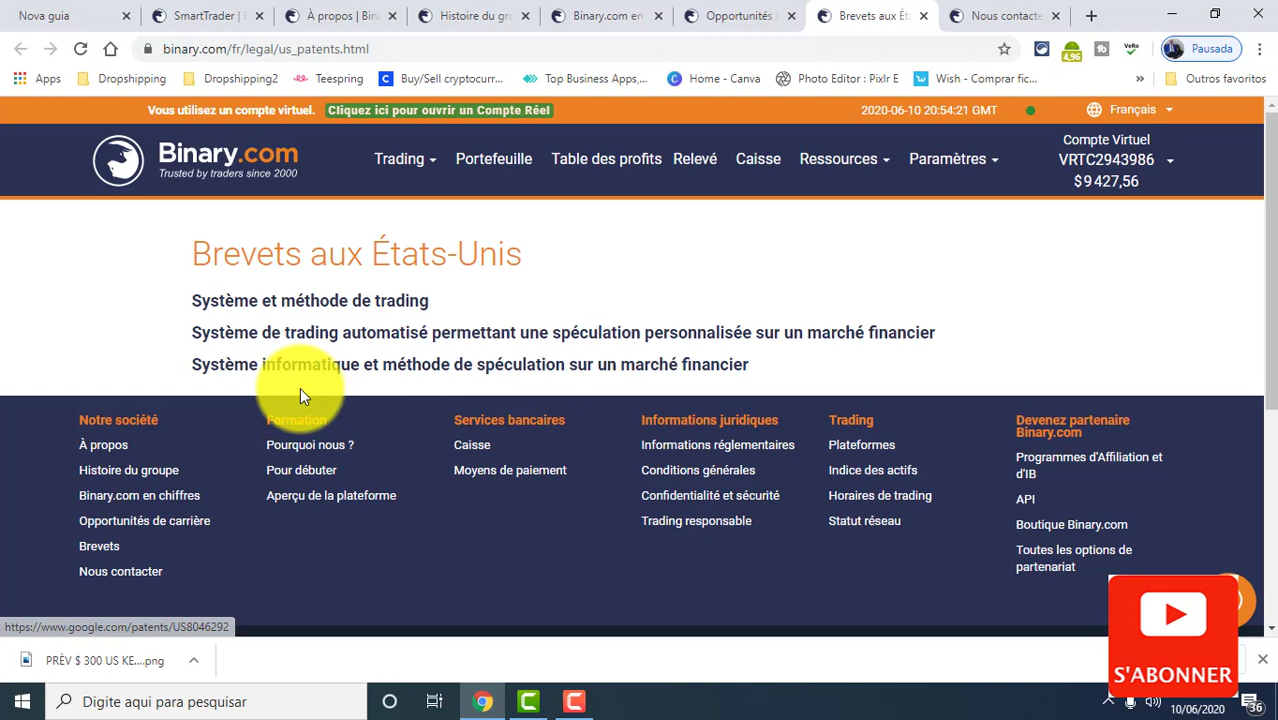 Nova guia
SmartTrader |
À propos | Bin
Histoire du gro
Binary.com en
Opportunités d
Brevets aux Ét
Nous contacte
binary.com/fr/legal/us_patents.html
4,96
VeRo
Pausada
Apps
Dropshipping
Dropshipping2
Teespring
Buy/Sell cryptocurr...
Top Business Apps,...
Home - Canva
Photo Editor : Pixlr E
Wish - Comprar fic...
»
Outros favoritos
Vous utilisez un compte virtuel. Cliquez ici pour ouvrir un Compte Réel
2020-06-10 20:54:21 GMT
Français
Binary.com
Trusted by traders since 2000
Trading
Portefeuille
Table des profits
Relevé
Caisse
Ressources
Paramètres
Compte Virtuel
VRTC2943986
$9 427,56
Brevets aux États-Unis
Système et méthode de trading
Système de trading automatisé permettant une spéculation personnalisée sur un marché financier
Système informatique et méthode de spéculation sur un marché financier
Notre société
À propos
Histoire du groupe
Binary.com en chiffres
Opportunités de carrière
Brevets
Nous contacter
Formation
Pourquoi nous ?
Pour débuter
Aperçu de la plateforme
Services bancaires
Caisse
Moyens de paiement
Informations juridiques
Informations réglementaires
Conditions générales
Confidentialité et sécurité
Trading responsable
Trading
Plateformes
Indice des actifs
Horaires de trading
Statut réseau
Devenez partenaire
Binary.com
Programmes d'Affiliation et
d'IB
API
Boutique Binary.com
Toutes les options de
partenariat
https://www.google.com/patents/US8046292
PRÈV $ 300 US KE....png
S'ABONNER
Digite aqui para pesquisar
10/06/2020
36